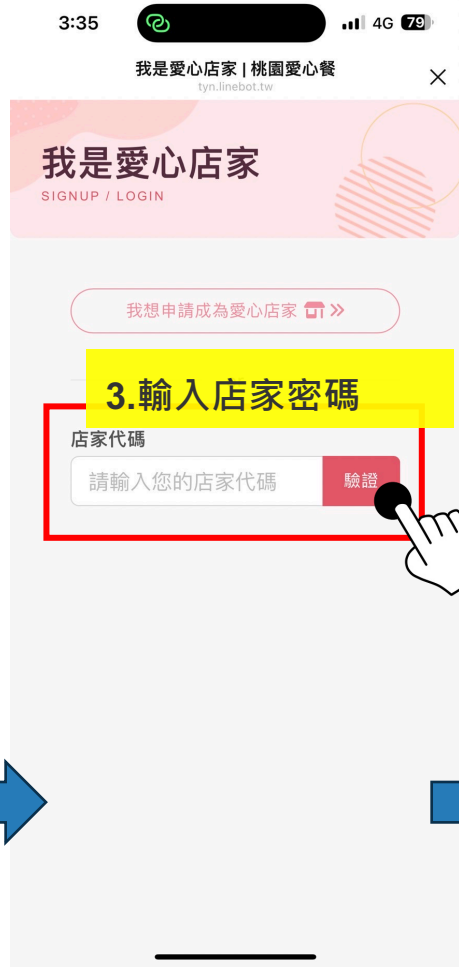 3:35
4G 79
我是愛心店家 | 桃園愛心餐
tyn.linebot.tw
我是愛心店家
SIGNUP / LOGIN
我想申請成為愛心店家
3.輸入店家密碼
店家代碼
請輸入您的店家代碼
驗證